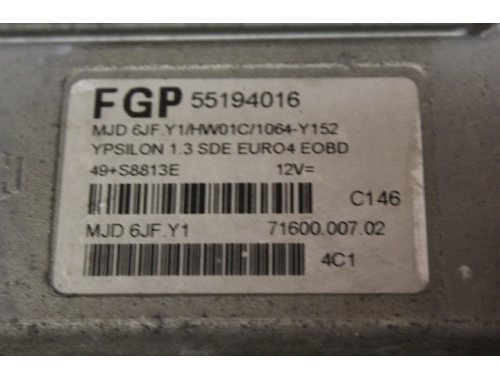 FGP 55194016
MJD 6JF.Y1/HW01C/1064-Y152
YPSILON 1.3 SDE EURO4 EOBD
49+S8813E 12V=
C146
MJD 6JF.Y1 71600.007.02
4C1